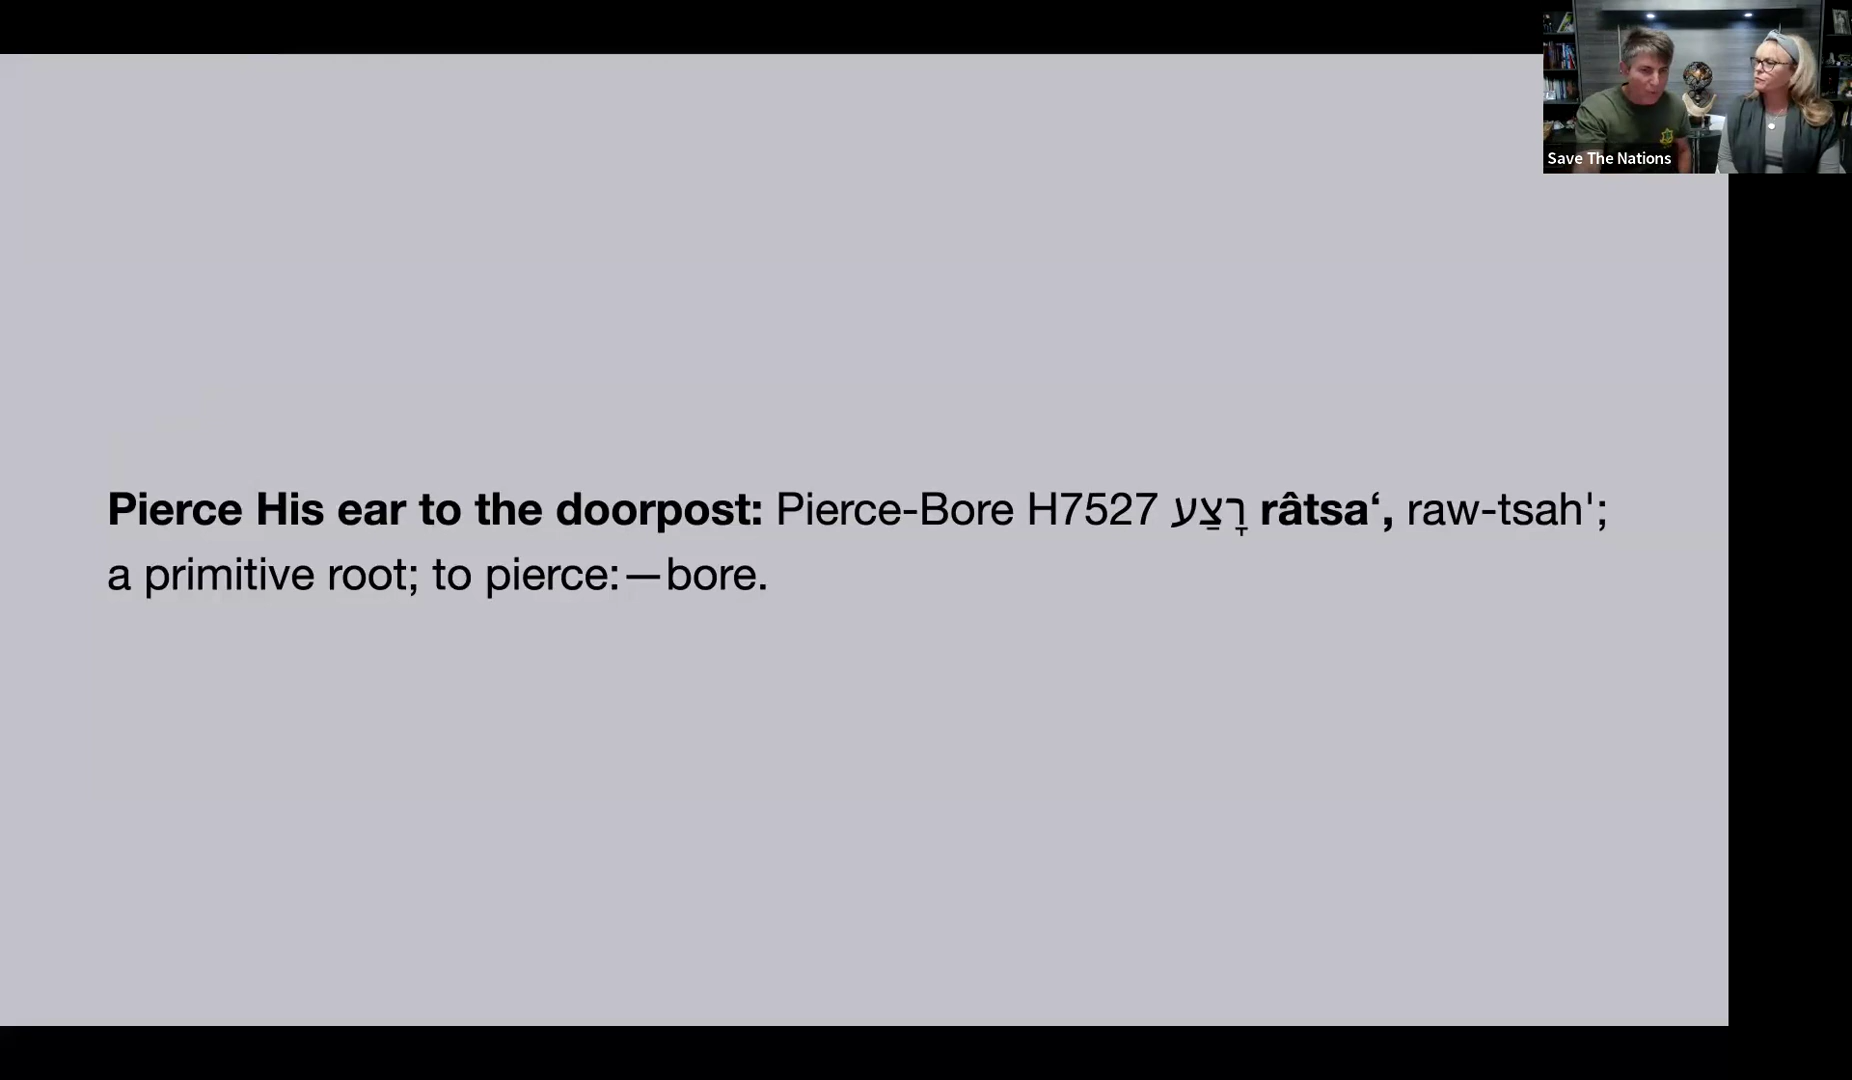 Save The Nations
Pierce His ear to the doorpost: Pierce-Bore H7527 רָצַע râtsa‘, raw-tsah';
a primitive root; to pierce:—bore.